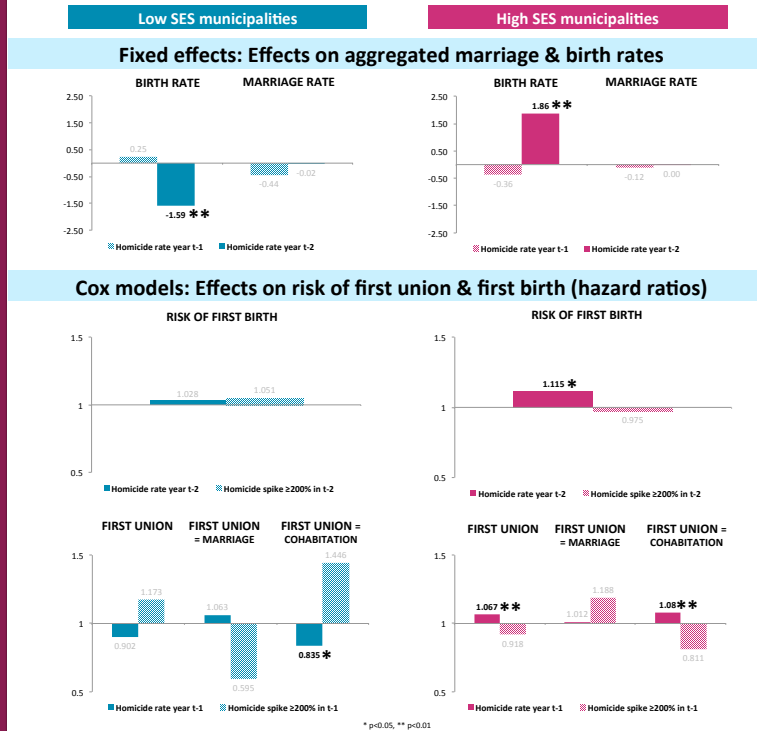 Low SES municipalities
High SES municipalities
Fixed effects: Effects on aggregated marriage & birth rates
BIRTH RATE MARRIAGE RATE
2.50
1.50
0.50
-0.50
-1.50
-2.50
0.25
-1.59 **
-0.44
-0.02
Homicide rate year t-1 Homicide rate year t-2
BIRTH RATE MARRIAGE RATE
2.50
1.50
0.50
-0.50
-1.50
-2.50
1.86 **
-0.36
-0.12
0.00
Homicide rate year t-1 Homicide rate year t-2
Cox models: Effects on risk of first union & first birth (hazard ratios)
RISK OF FIRST BIRTH
1.5
1
0.5
1.028
1.051
Homicide rate year t-2 Homicide spike ≥200% in t-2
RISK OF FIRST BIRTH
1.5
1
0.5
1.115 *
0.975
Homicide rate year t-2 Homicide spike ≥200% in t-2
FIRST UNION FIRST UNION FIRST UNION =
= MARRIAGE COHABITATION
1.5
1
0.5
0.902
1.173
1.063
0.595
0.835 *
1.446
Homicide rate year t-1 Homicide spike ≥200% in t-1
FIRST UNION FIRST UNION FIRST UNION =
= MARRIAGE COHABITATION
1.5
1
0.5
1.067 **
0.918
1.012
1.188
1.08**
0.811
Homicide rate year t-1 Homicide spike ≥200% in t-1
* p<0.05, ** p<0.01